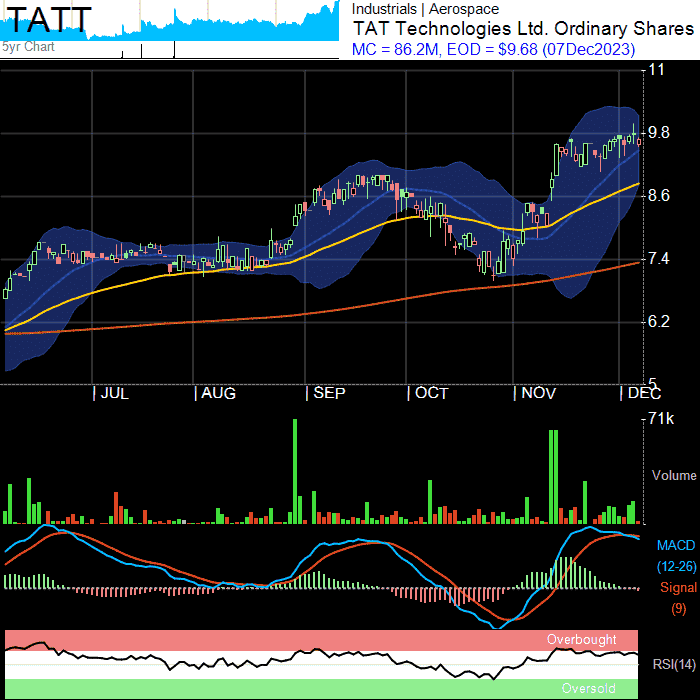 TATT
5yr Chart
Industrials | Aerospace
TAT Technologies Ltd. Ordinary Shares
MC = 86.2M, EOD = $9.68 (07Dec2023)
11
9.8
8.6
7.4
6.2
5
JUL
AUG
SEP
OCT
NOV
DEC
71k
Volume
MACD
(12-26)
Signal
(9)
Overbought
RSI(14)
Oversold